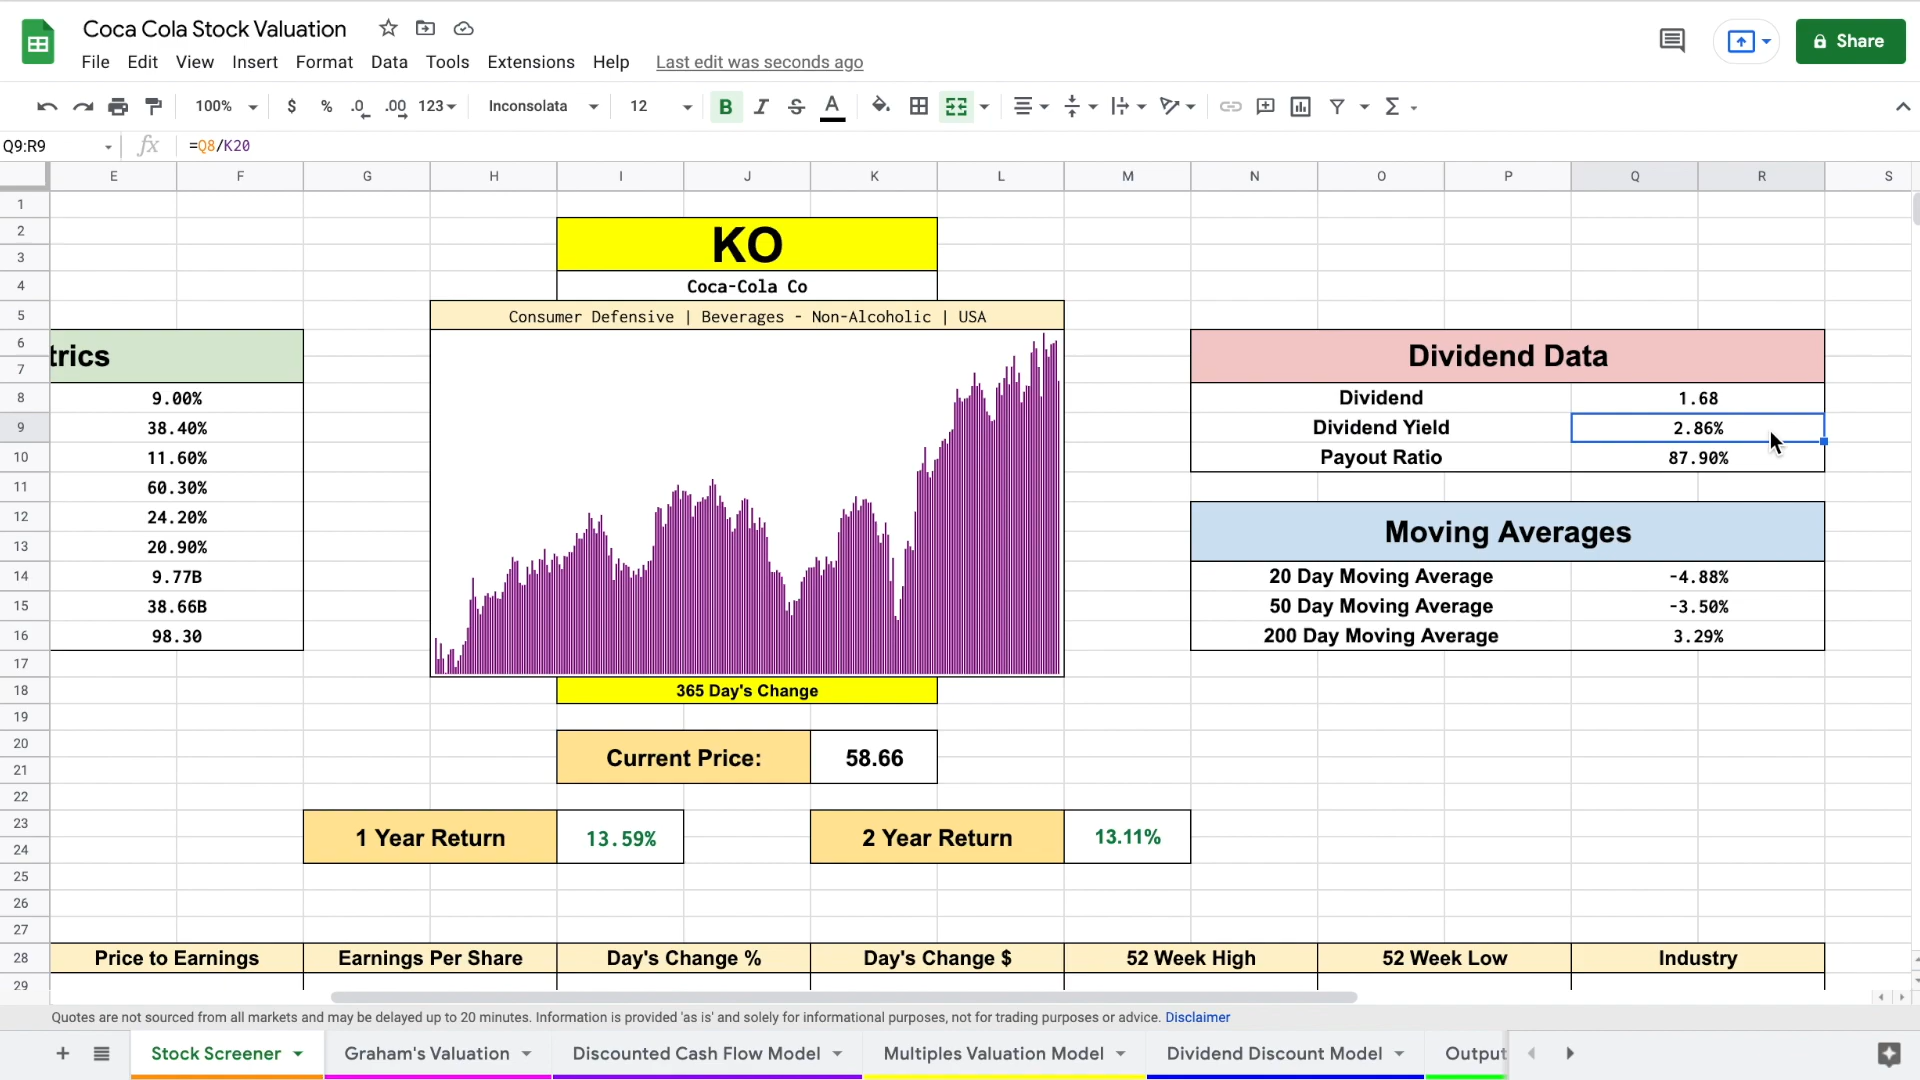 Coca Cola Stock Valuation
File Edit View Insert Format Data Tools Extensions Help Last edit was seconds ago
Share
100% $ % .0 .00 123 Inconsolata 12 B I S A Σ
Q9:R9 fx =Q8/K20
E F G H I J K L M N O P Q R S
1
2
KO
3
4 Coca-Cola Co
5 Consumer Defensive | Beverages - Non-Alcoholic | USA
6
trics Dividend Data
7
8 9.00% Dividend 1.68
9 38.40% Dividend Yield 2.86%
10 11.60% Payout Ratio 87.90%
11 60.30%
12 24.20% Moving Averages
13 20.90%
14 9.77B 20 Day Moving Average -4.88%
15 38.66B 50 Day Moving Average -3.50%
16 98.30 200 Day Moving Average 3.29%
17
18 365 Day's Change
19
20
Current Price: 58.66
21
22
23
1 Year Return 13.59% 2 Year Return 13.11%
24
25
26
27
28 Price to Earnings Earnings Per Share Day's Change % Day's Change $ 52 Week High 52 Week Low Industry
29
Quotes are not sourced from all markets and may be delayed up to 20 minutes. Information is provided 'as is' and solely for informational purposes, not for trading purposes or advice. Disclaimer
Stock Screener Graham's Valuation Discounted Cash Flow Model Multiples Valuation Model Dividend Discount Model Output